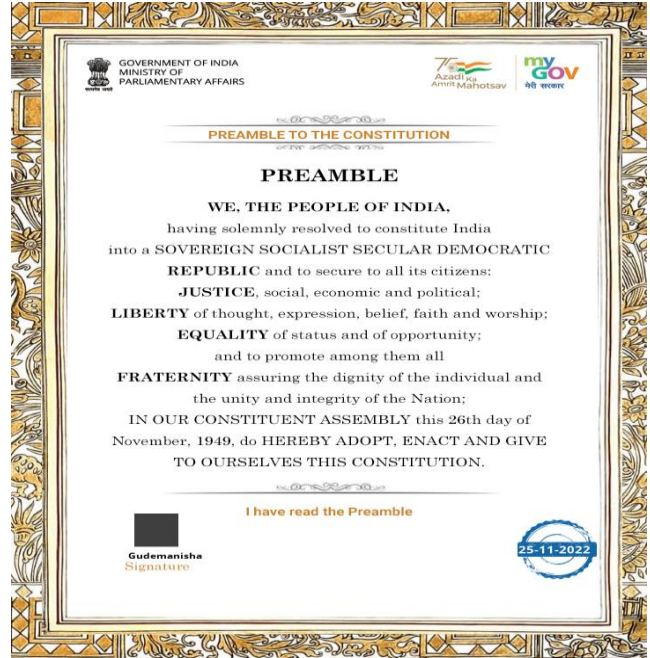 GOVERNMENT OF INDIA
MINISTRY OF
PARLIAMENTARY AFFAIRS
सत्यमेव जयते
Azadi Ka
Amrit Mahotsav
my
GOV
मेरी सरकार
PREAMBLE TO THE CONSTITUTION
PREAMBLE
WE, THE PEOPLE OF INDIA,
having solemnly resolved to constitute India
into a SOVEREIGN SOCIALIST SECULAR DEMOCRATIC
REPUBLIC and to secure to all its citizens:
JUSTICE, social, economic and political;
LIBERTY of thought, expression, belief, faith and worship;
EQUALITY of status and of opportunity;
and to promote among them all
FRATERNITY assuring the dignity of the individual and
the unity and integrity of the Nation;
IN OUR CONSTITUENT ASSEMBLY this 26th day of
November, 1949, do HEREBY ADOPT, ENACT AND GIVE
TO OURSELVES THIS CONSTITUTION.
I have read the Preamble
Gudemanisha
Signature
25-11-2022